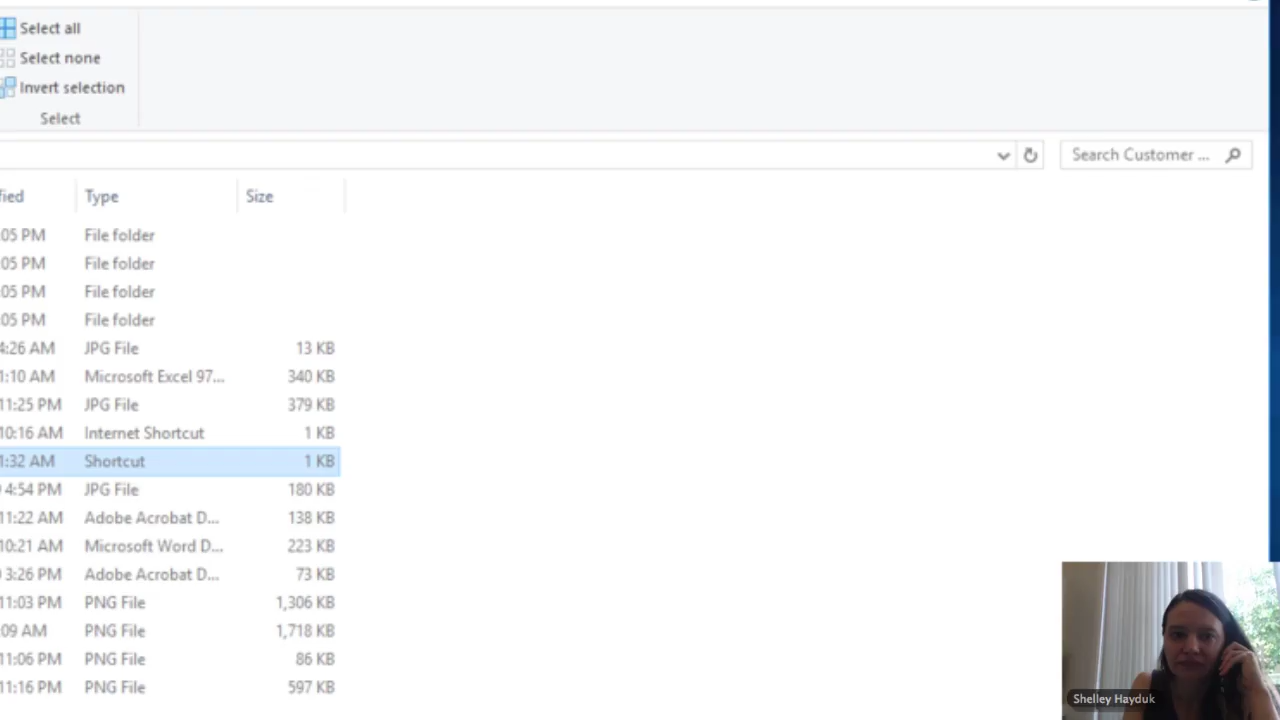 Select all
Select none
Invert selection
Select
Search Customer ...
fied Type Size
:05 PM File folder
:05 PM File folder
:05 PM File folder
:05 PM File folder
4:26 AM JPG File 13 KB
1:10 AM Microsoft Excel 97... 340 KB
11:25 PM JPG File 379 KB
10:16 AM Internet Shortcut 1 KB
1:32 AM Shortcut 1 KB
4:54 PM JPG File 180 KB
11:22 AM Adobe Acrobat D... 138 KB
10:21 AM Microsoft Word D... 223 KB
3:26 PM Adobe Acrobat D... 73 KB
11:03 PM PNG File 1,306 KB
:09 AM PNG File 1,718 KB
11:06 PM PNG File 86 KB
11:16 PM PNG File 597 KB
Shelley Hayduk